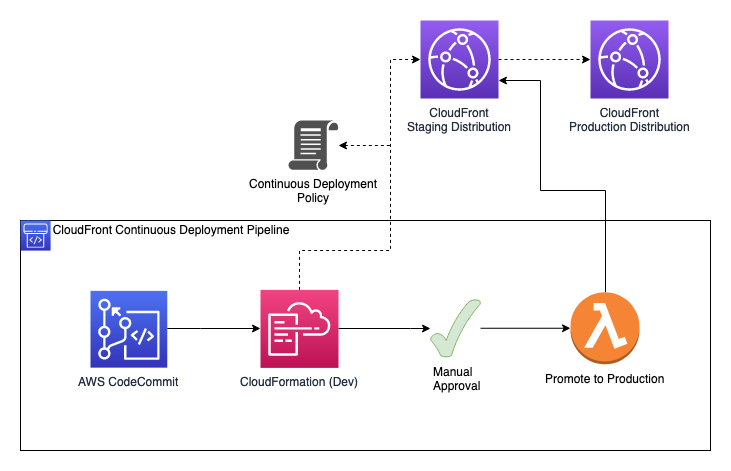 CloudFront
Staging Distribution
CloudFront
Production Distribution
Continuous Deployment
Policy
CloudFront Continuous Deployment Pipeline
AWS CodeCommit
CloudFormation (Dev)
Manual
Approval
Promote to Production